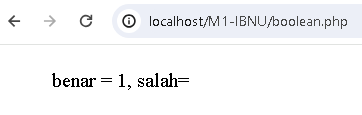 localhost/M1-IBNU/boolean.php
benar = 1, salah=